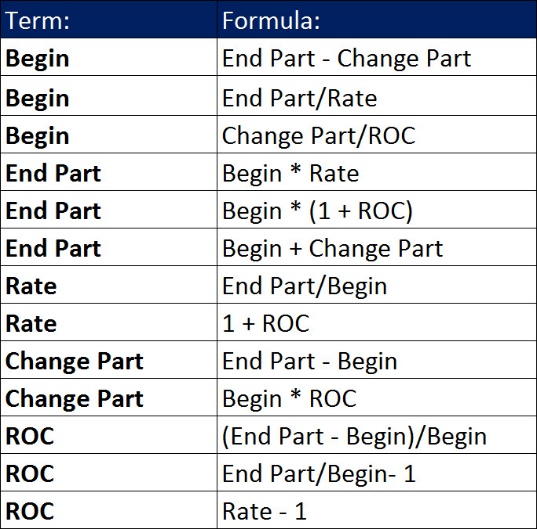 Term: Formula:
Begin End Part - Change Part
Begin End Part/Rate
Begin Change Part/ROC
End Part Begin * Rate
End Part Begin * (1 + ROC)
End Part Begin + Change Part
Rate End Part/Begin
Rate 1 + ROC
Change Part End Part - Begin
Change Part Begin * ROC
ROC (End Part - Begin)/Begin
ROC End Part/Begin- 1
ROC Rate - 1